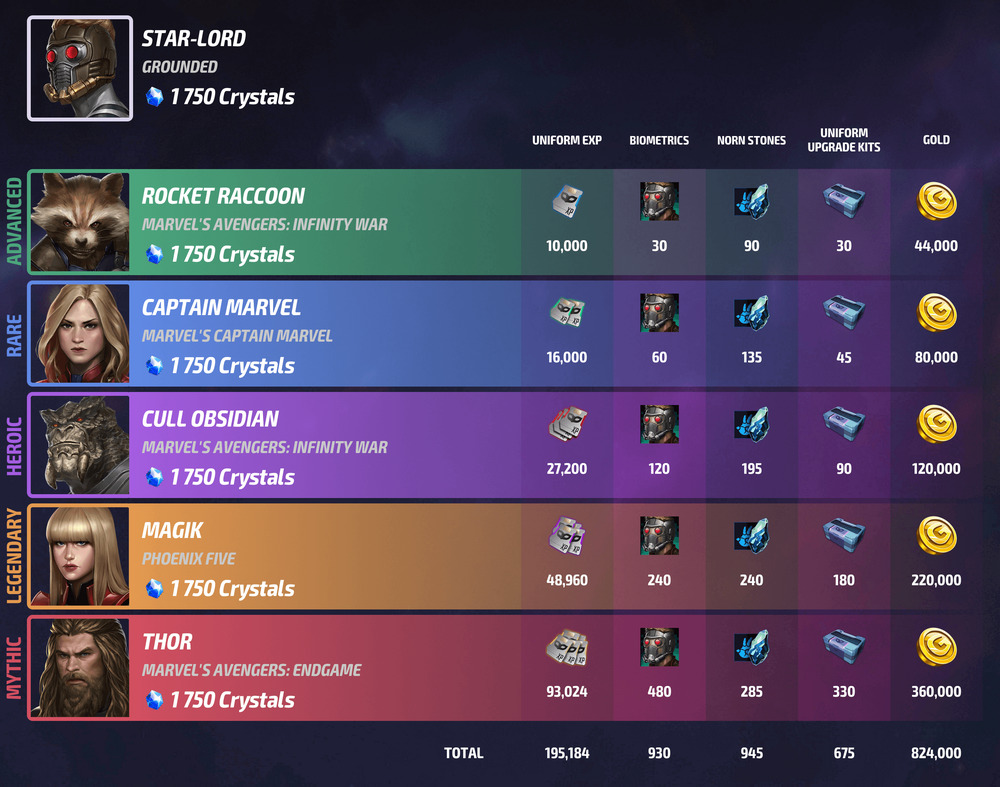 STAR-LORD
GROUNDED
1 750 Crystals
UNIFORM EXP
BIOMETRICS
NORN STONES
UNIFORM
UPGRADE KITS
GOLD
ADVANCED
ROCKET RACCOON
MARVEL'S AVENGERS: INFINITY WAR
1 750 Crystals
10,000 30 90 30 44,000
RARE
CAPTAIN MARVEL
MARVEL'S CAPTAIN MARVEL
1 750 Crystals
16,000 60 135 45 80,000
HEROIC
CULL OBSIDIAN
MARVEL'S AVENGERS: INFINITY WAR
1 750 Crystals
27,200 120 195 90 120,000
LEGENDARY
MAGIK
PHOENIX FIVE
1 750 Crystals
48,960 240 240 180 220,000
MYTHIC
THOR
MARVEL'S AVENGERS: ENDGAME
1 750 Crystals
93,024 480 285 330 360,000
TOTAL 195,184 930 945 675 824,000